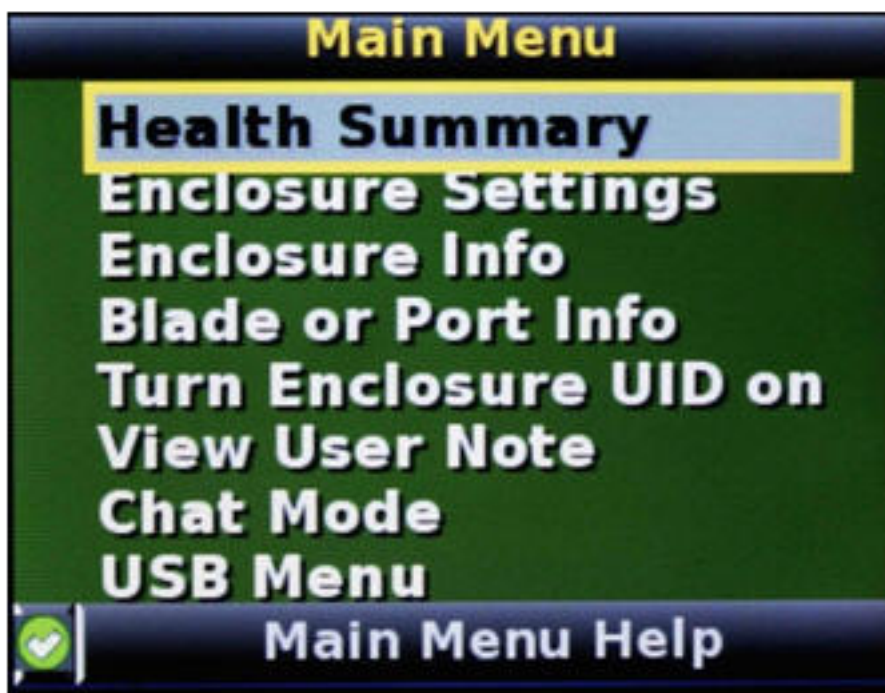 Main Menu
Health Summary
Enclosure Settings
Enclosure Info
Blade or Port Info
Turn Enclosure UID on
View User Note
Chat Mode
USB Menu
Main Menu Help